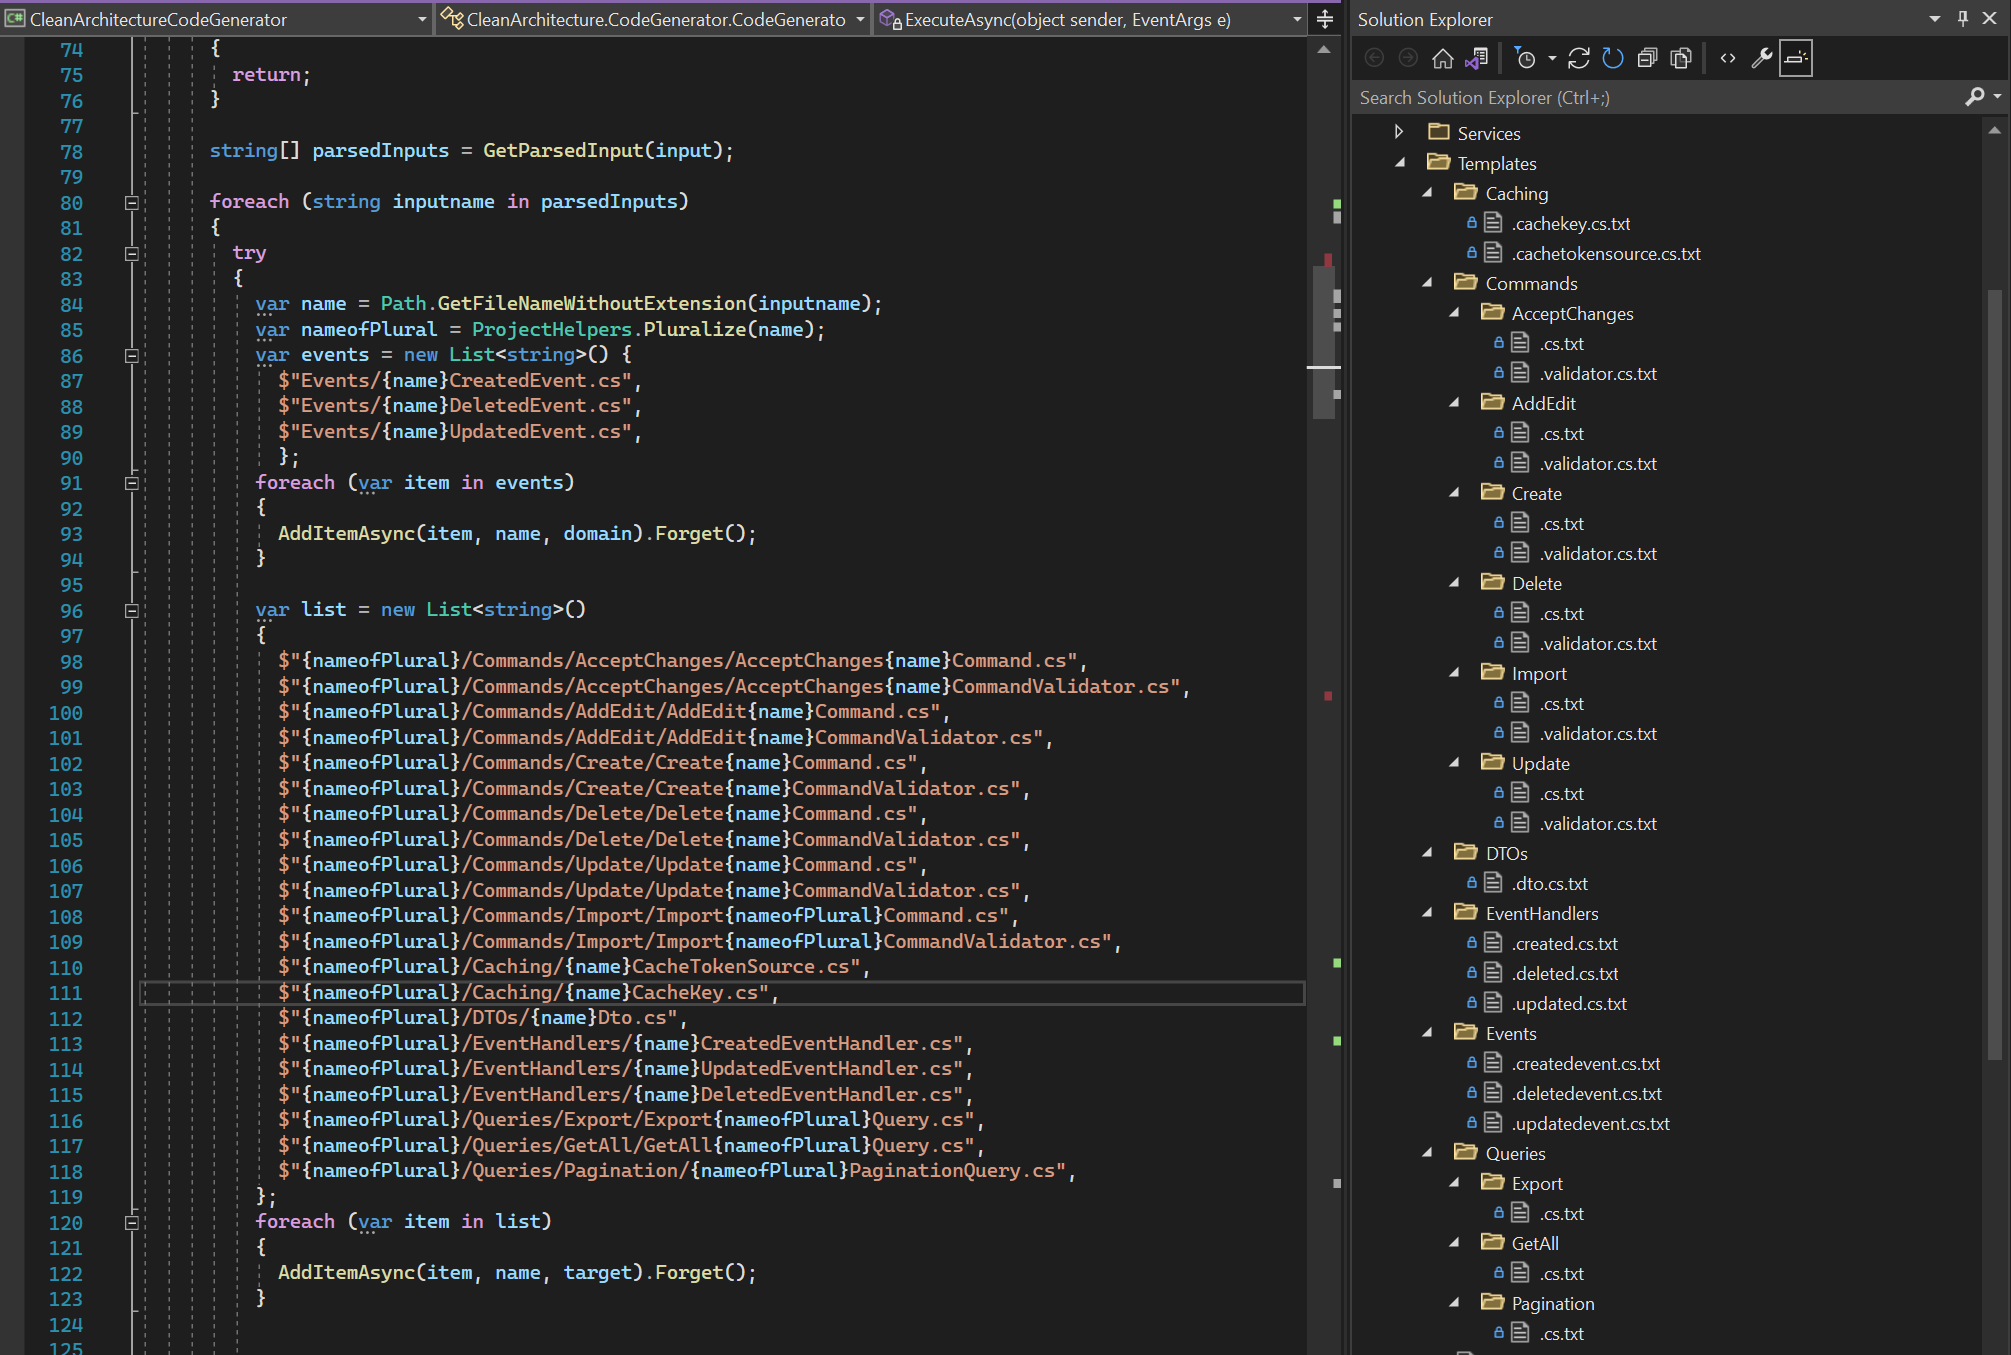 CleanArchitectureCodeGenerator
CleanArchitecture.CodeGenerator.CodeGenerato
ExecuteAsync(object sender, EventArgs e)
74 {
75 return;
76 }
77
78 string[] parsedInputs = GetParsedInput(input);
79
80 foreach (string inputname in parsedInputs)
81 {
82 try
83 {
84 var name = Path.GetFileNameWithoutExtension(inputname);
85 var nameofPlural = ProjectHelpers.Pluralize(name);
86 var events = new List<string>() {
87 $"Events/{name}CreatedEvent.cs",
88 $"Events/{name}DeletedEvent.cs",
89 $"Events/{name}UpdatedEvent.cs",
90 };
91 foreach (var item in events)
92 {
93 AddItemAsync(item, name, domain).Forget();
94 }
95
96 var list = new List<string>()
97 {
98 $"{nameofPlural}/Commands/AcceptChanges/AcceptChanges{name}Command.cs",
99 $"{nameofPlural}/Commands/AcceptChanges/AcceptChanges{name}CommandValidator.cs",
100 $"{nameofPlural}/Commands/AddEdit/AddEdit{name}Command.cs",
101 $"{nameofPlural}/Commands/AddEdit/AddEdit{name}CommandValidator.cs",
102 $"{nameofPlural}/Commands/Create/Create{name}Command.cs",
103 $"{nameofPlural}/Commands/Create/Create{name}CommandValidator.cs",
104 $"{nameofPlural}/Commands/Delete/Delete{name}Command.cs",
105 $"{nameofPlural}/Commands/Delete/Delete{name}CommandValidator.cs",
106 $"{nameofPlural}/Commands/Update/Update{name}Command.cs",
107 $"{nameofPlural}/Commands/Update/Update{name}CommandValidator.cs",
108 $"{nameofPlural}/Commands/Import/Import{nameofPlural}Command.cs",
109 $"{nameofPlural}/Commands/Import/Import{nameofPlural}CommandValidator.cs",
110 $"{nameofPlural}/Caching/{name}CacheTokenSource.cs",
111 $"{nameofPlural}/Caching/{name}CacheKey.cs",
112 $"{nameofPlural}/DTOs/{name}Dto.cs",
113 $"{nameofPlural}/EventHandlers/{name}CreatedEventHandler.cs",
114 $"{nameofPlural}/EventHandlers/{name}UpdatedEventHandler.cs",
115 $"{nameofPlural}/EventHandlers/{name}DeletedEventHandler.cs",
116 $"{nameofPlural}/Queries/Export/Export{nameofPlural}Query.cs",
117 $"{nameofPlural}/Queries/GetAll/GetAll{nameofPlural}Query.cs",
118 $"{nameofPlural}/Queries/Pagination/{nameofPlural}PaginationQuery.cs",
119 };
120 foreach (var item in list)
121 {
122 AddItemAsync(item, name, target).Forget();
123 }
124
125
Solution Explorer
Search Solution Explorer (Ctrl+;)
Services
Templates
Caching
.cachekey.cs.txt
.cachetokensource.cs.txt
Commands
AcceptChanges
.cs.txt
.validator.cs.txt
AddEdit
.cs.txt
.validator.cs.txt
Create
.cs.txt
.validator.cs.txt
Delete
.cs.txt
.validator.cs.txt
Import
.cs.txt
.validator.cs.txt
Update
.cs.txt
.validator.cs.txt
DTOs
.dto.cs.txt
EventHandlers
.created.cs.txt
.deleted.cs.txt
.updated.cs.txt
Events
.createdevent.cs.txt
.deletedevent.cs.txt
.updatedevent.cs.txt
Queries
Export
.cs.txt
GetAll
.cs.txt
Pagination
.cs.txt